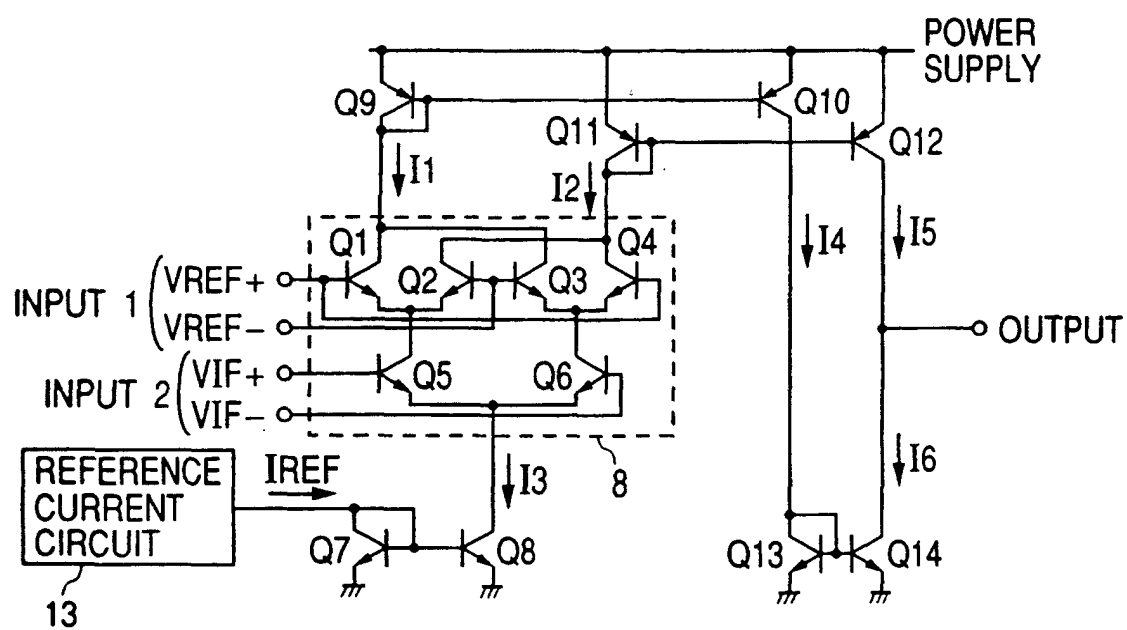 POWER
SUPPLY
Q9
Q10
Q11
Q12
I1
I2
I4
I5
Q1
Q2
Q3
Q4
INPUT 1
VREF+
VREF-
OUTPUT
INPUT 2
VIF+
VIF-
Q5
Q6
8
REFERENCE
CURRENT
CIRCUIT
IREF
I3
I6
Q7
Q8
Q13
Q14
13